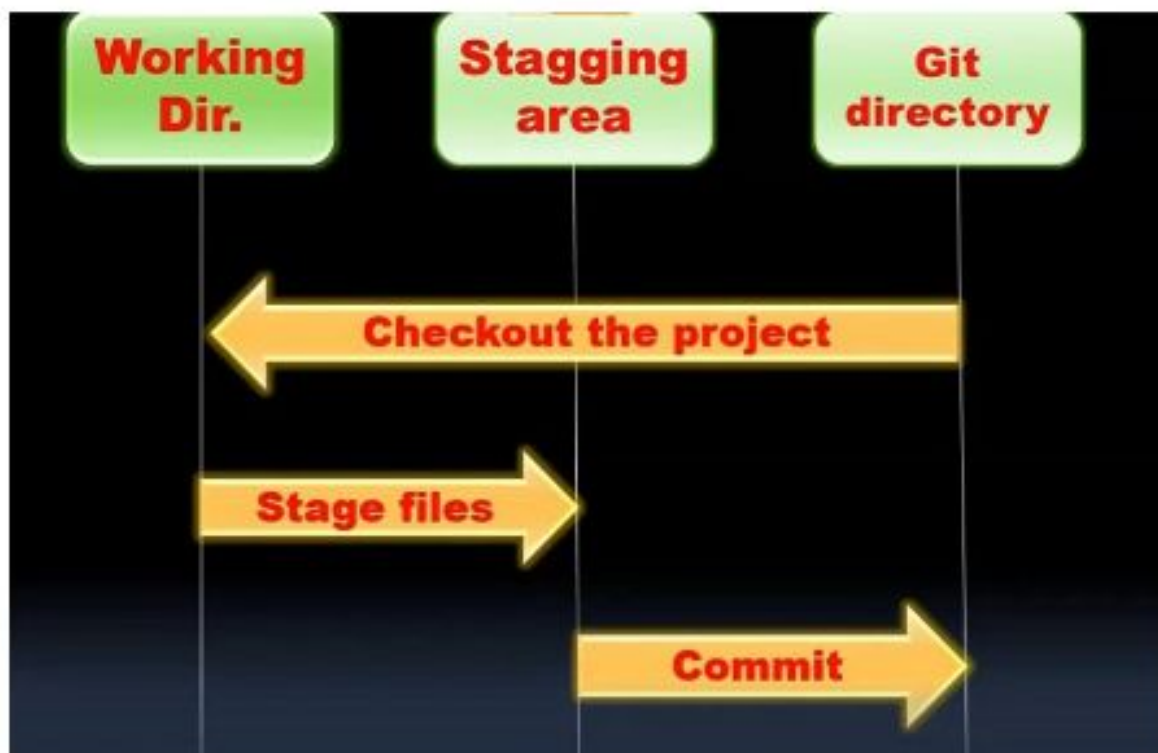 Working
Dir.
Stagging
area
Git
directory
Checkout the project
Stage files
Commit